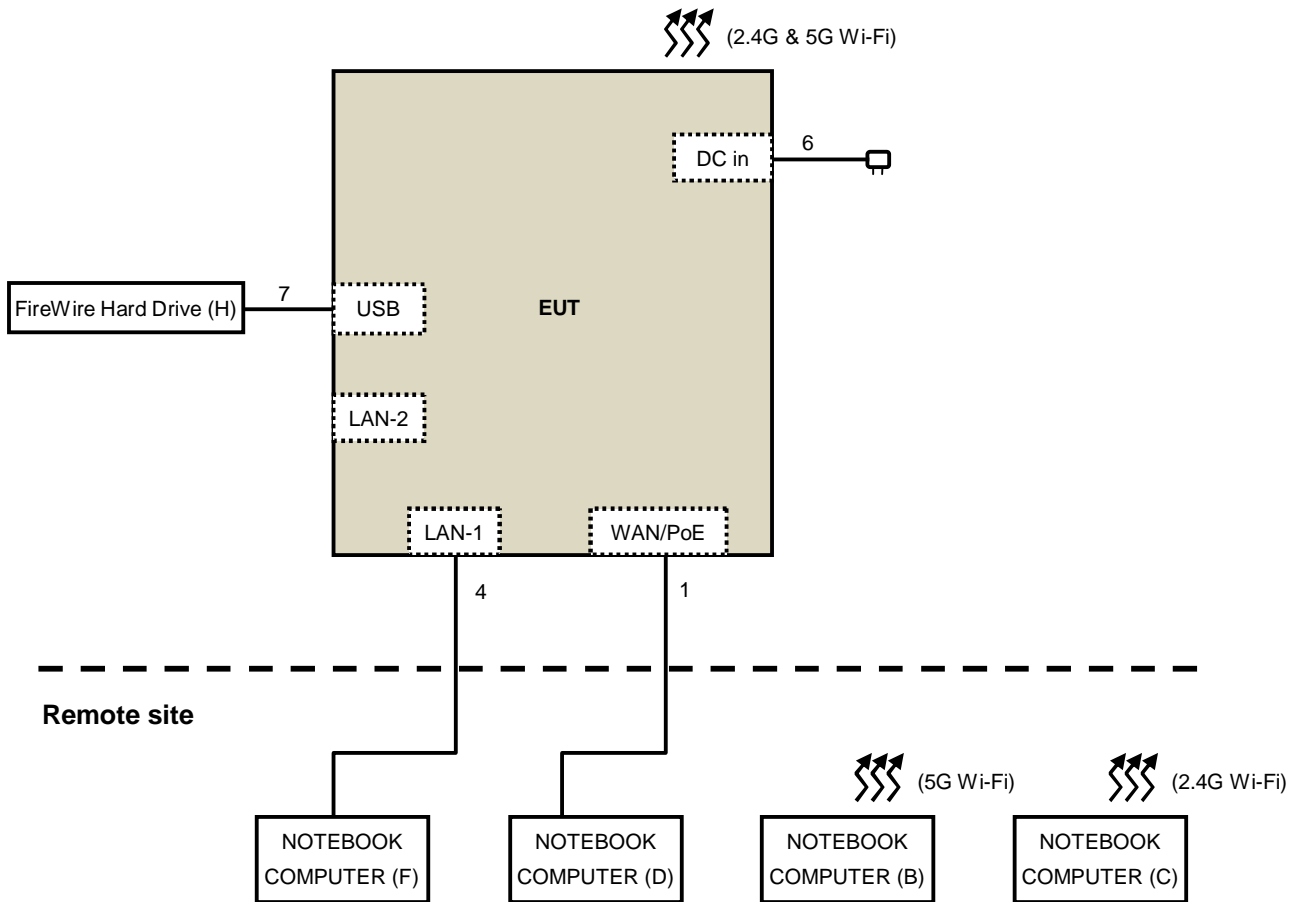 (2.4G & 5G Wi-Fi)
DC in
6
FireWire Hard Drive (H)
7
USB
EUT
LAN-2
LAN-1
WAN/PoE
4
1
Remote site
(5G Wi-Fi)
(2.4G Wi-Fi)
NOTEBOOK
COMPUTER (F)
NOTEBOOK
COMPUTER (D)
NOTEBOOK
COMPUTER (B)
NOTEBOOK
COMPUTER (C)